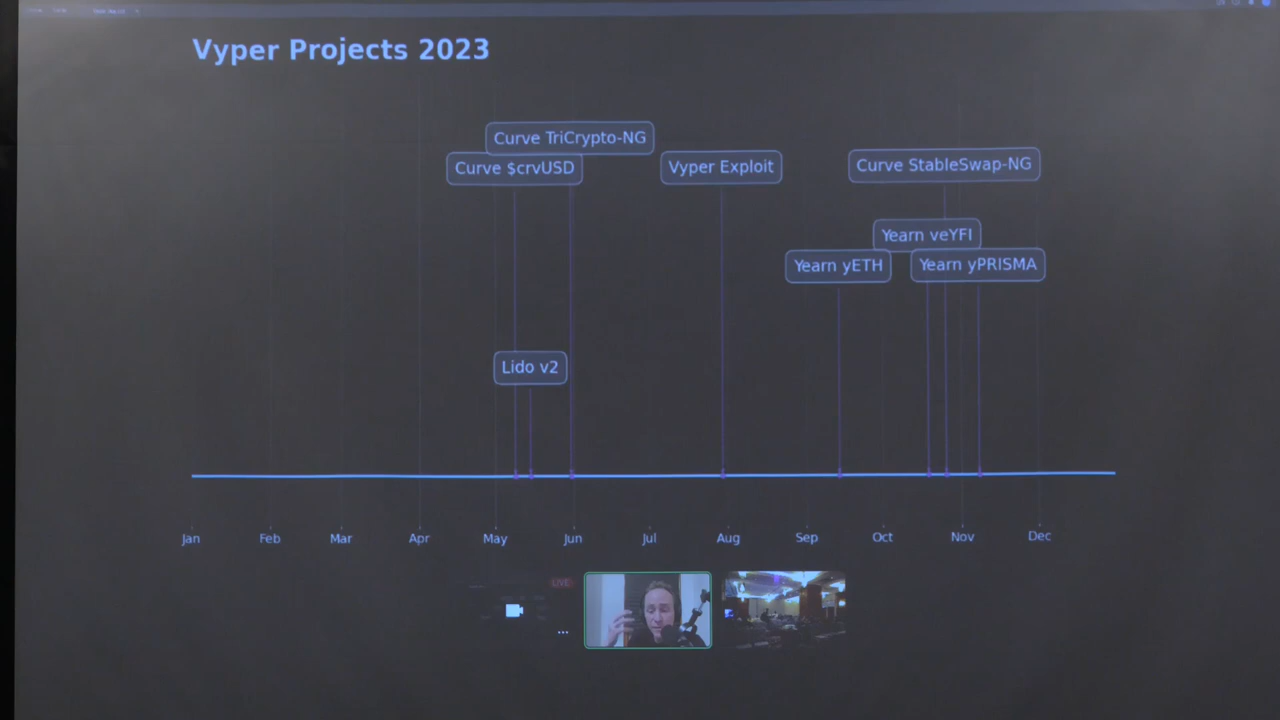 Vyper Projects 2023
Curve TriCrypto-NG
Curve $crvUSD
Vyper Exploit
Curve StableSwap-NG
Yearn veYFI
Yearn yETH
Yearn yPRISMA
Lido v2
Jan Feb Mar Apr May Jun Jul Aug Sep Oct Nov Dec
LIVE